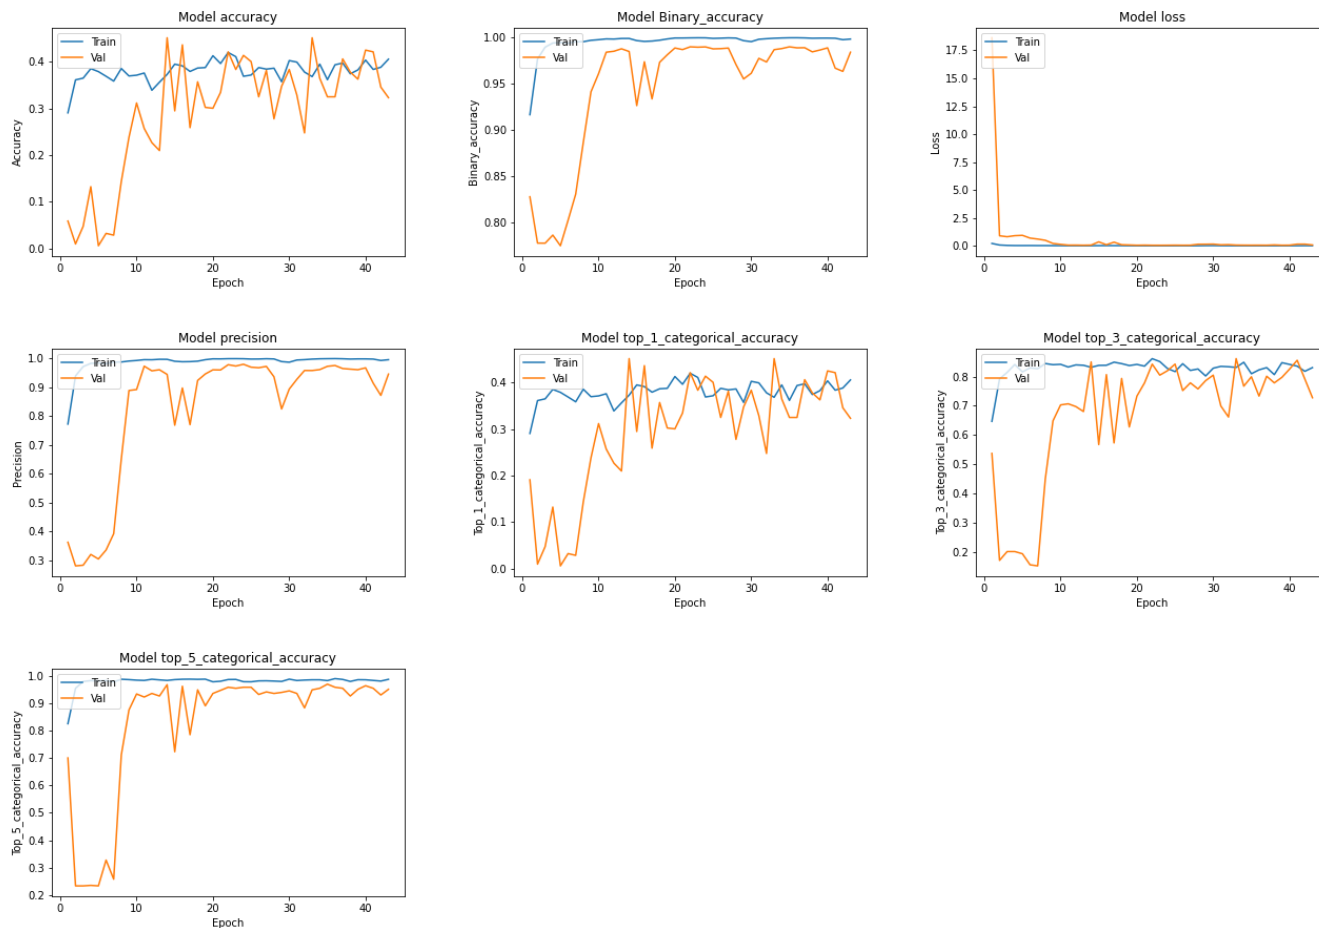 Model accuracy
Train
Val
0.4
0.3
0.2
0.1
0.0
Accuracy
0 10 20 30 40
Epoch
Model Binary_accuracy
Train
Val
1.00
0.95
0.90
0.85
0.80
Binary_accuracy
0 10 20 30 40
Epoch
Model loss
Train
Val
17.5
15.0
12.5
10.0
7.5
5.0
2.5
0.0
Loss
0 10 20 30 40
Epoch
Model precision
Train
Val
1.0
0.9
0.8
0.7
0.6
0.5
0.4
0.3
Precision
0 10 20 30 40
Epoch
Model top_1_categorical_accuracy
Train
Val
0.4
0.3
0.2
0.1
0.0
Top_1_categorical_accuracy
0 10 20 30 40
Epoch
Model top_3_categorical_accuracy
Train
Val
0.8
0.7
0.6
0.5
0.4
0.3
0.2
Top_3_categorical_accuracy
0 10 20 30 40
Epoch
Model top_5_categorical_accuracy
Train
Val
1.0
0.9
0.8
0.7
0.6
0.5
0.4
0.3
0.2
Top_5_categorical_accuracy
0 10 20 30 40
Epoch